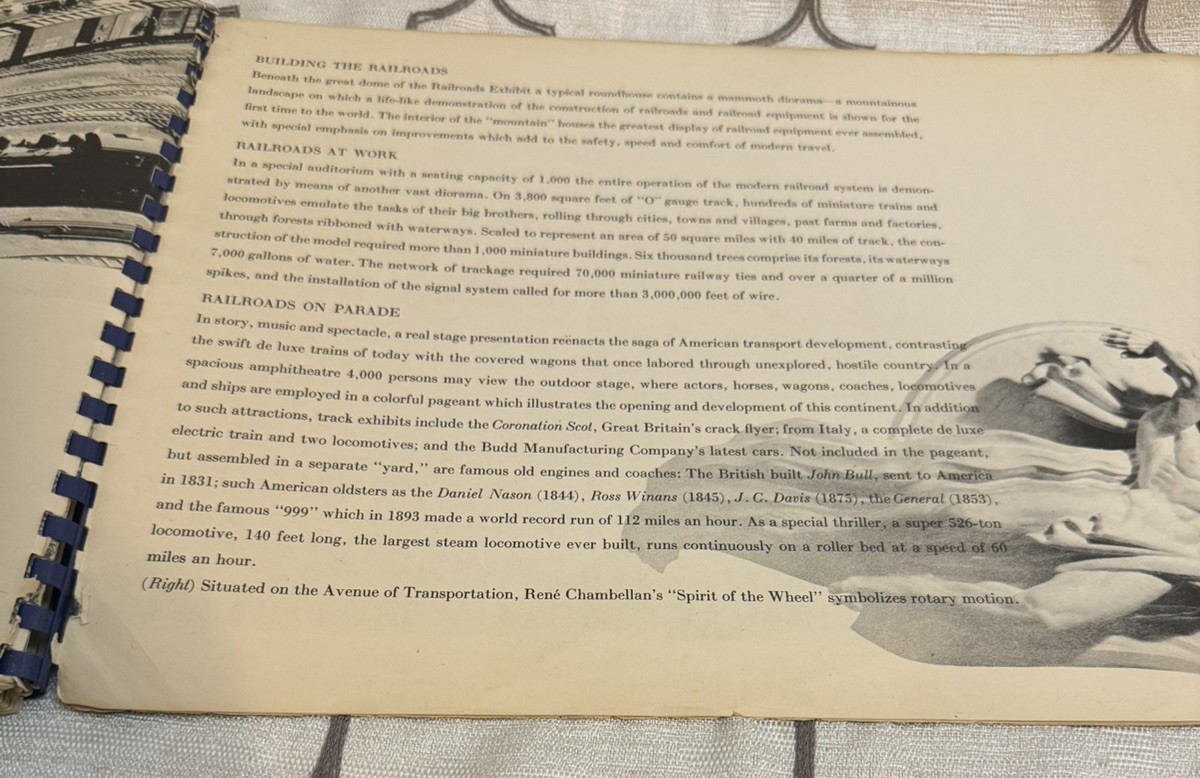 BUILDING THE RAILROADS
Beneath the great dome of the Railroads Exhibit a typical roundhouse contains a mammoth diorama—a mountainous
landscape on which a life-like demonstration of the construction of railroads and railroad equipment is shown for the
first time to the world. The interior of the "mountain" houses the greatest display of railroad equipment ever assembled,
with special emphasis on improvements which add to the safety, speed and comfort of modern travel.
RAILROADS AT WORK
In a special auditorium with a seating capacity of 1,000 the entire operation of the modern railroad system is demon-
strated by means of another vast diorama. On 3,800 square feet of "O" gauge track, hundreds of miniature trains and
locomotives emulate the tasks of their big brothers, rolling through cities, towns and villages, past farms and factories,
through forests ribboned with waterways. Scaled to represent an area of 50 square miles with 40 miles of track, the con-
struction of the model required more than 1,000 miniature buildings. Six thousand trees comprise its forests, its waterways
7,000 gallons of water. The network of trackage required 70,000 miniature railway ties and over a quarter of a million
spikes, and the installation of the signal system called for more than 3,000,000 feet of wire.
RAILROADS ON PARADE
In story, music and spectacle, a real stage presentation reënacts the saga of American transport development, contrasting
the swift de luxe trains of today with the covered wagons that once labored through unexplored, hostile country. In a
spacious amphitheatre 4,000 persons may view the outdoor stage, where actors, horses, wagons, coaches, locomotives
and ships are employed in a colorful pageant which illustrates the opening and development of this continent. In addition
to such attractions, track exhibits include the Coronation Scot, Great Britain's crack flyer; from Italy, a complete de luxe
electric train and two locomotives; and the Budd Manufacturing Company's latest cars. Not included in the pageant,
but assembled in a separate "yard," are famous old engines and coaches: The British built John Bull, sent to America
in 1831; such American oldsters as the Daniel Nason (1844), Ross Winans (1845), J. C. Davis (1875), the General (1853),
and the famous "999" which in 1893 made a world record run of 112 miles an hour. As a special thriller, a super 526-ton
locomotive, 140 feet long, the largest steam locomotive ever built, runs continuously on a roller bed at a speed of 60
miles an hour.
(Right) Situated on the Avenue of Transportation, René Chambellan's "Spirit of the Wheel" symbolizes rotary motion.